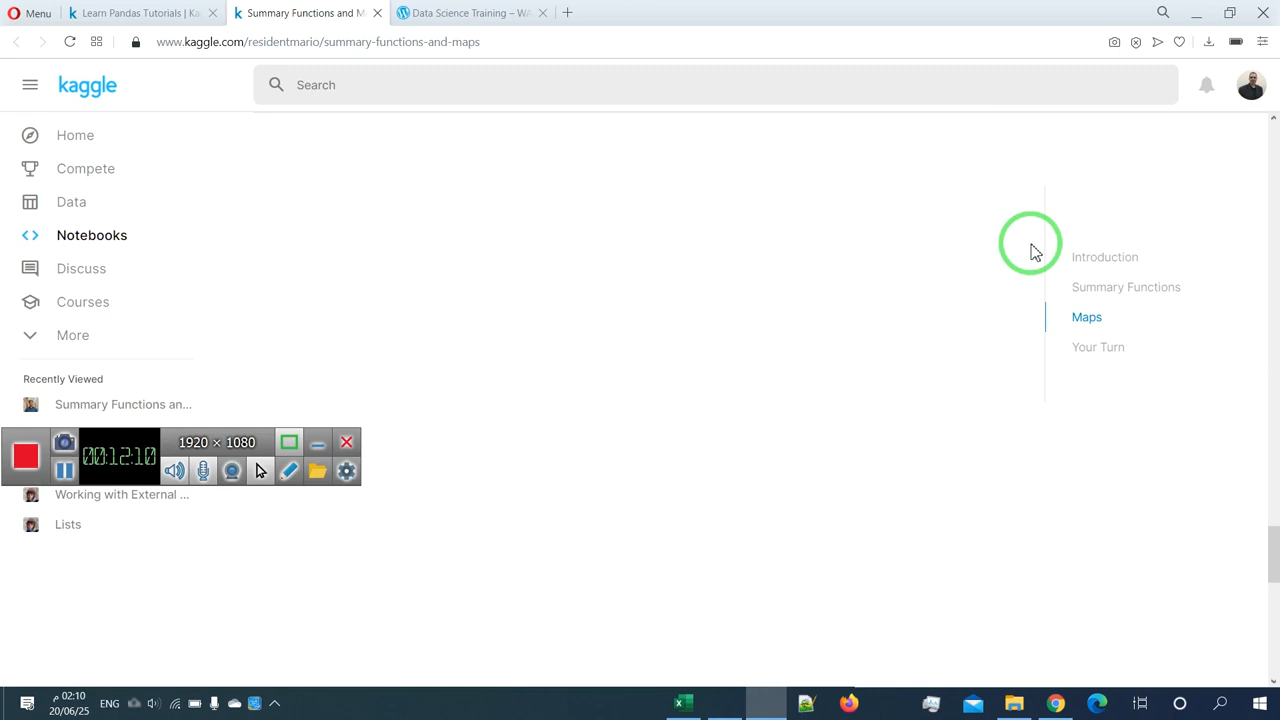 Menu
Learn Pandas Tutorials | Ka
Summary Functions and M
Data Science Training – WA
www.kaggle.com/residentmario/summary-functions-and-maps
kaggle
Search
Home
Compete
Data
Notebooks
Discuss
Courses
More
Recently Viewed
Summary Functions an...
00:12:10
1920 × 1080
Working with External ...
Lists
Introduction
Summary Functions
Maps
Your Turn
ENG
02:10 م
20/06/25